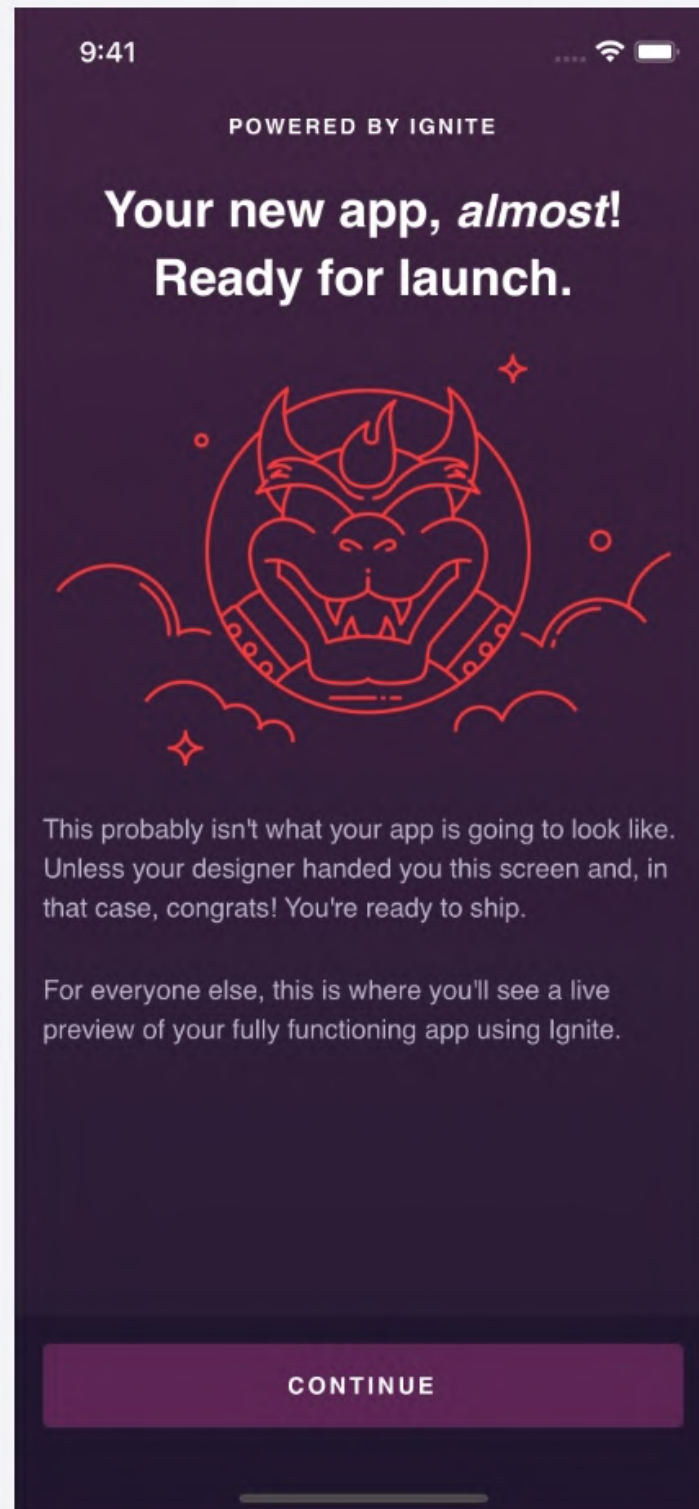 9:41
POWERED BY IGNITE
Your new app, almost!
Ready for launch.
This probably isn't what your app is going to look like.
Unless your designer handed you this screen and, in
that case, congrats! You're ready to ship.
For everyone else, this is where you'll see a live
preview of your fully functioning app using Ignite.
CONTINUE